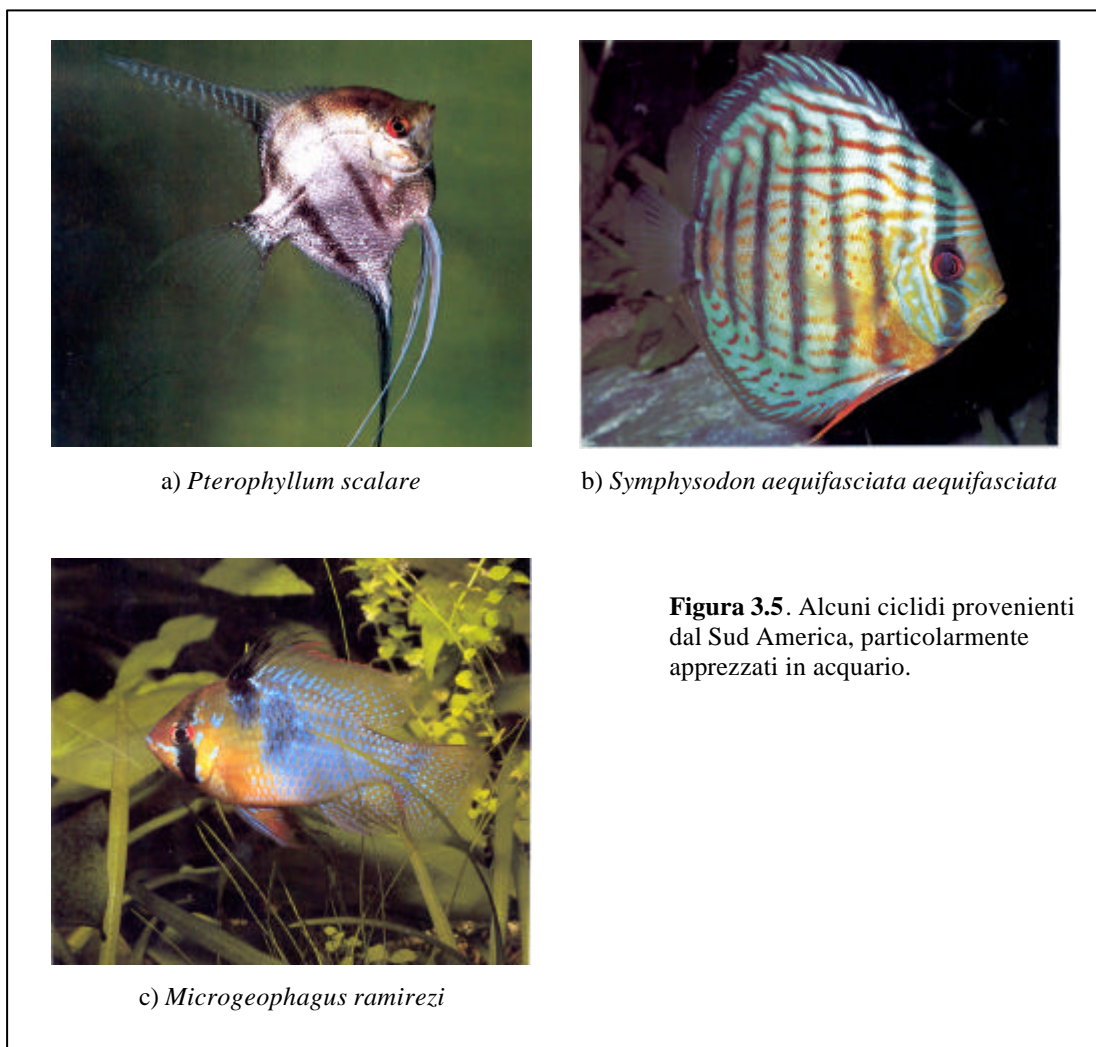 a) Pterophyllum scalare
b) Symphysodon aequifasciata aequifasciata
Figura 3.5. Alcuni ciclidi provenienti
dal Sud America, particolarmente
apprezzati in acquario.
c) Microgeophagus ramirezi